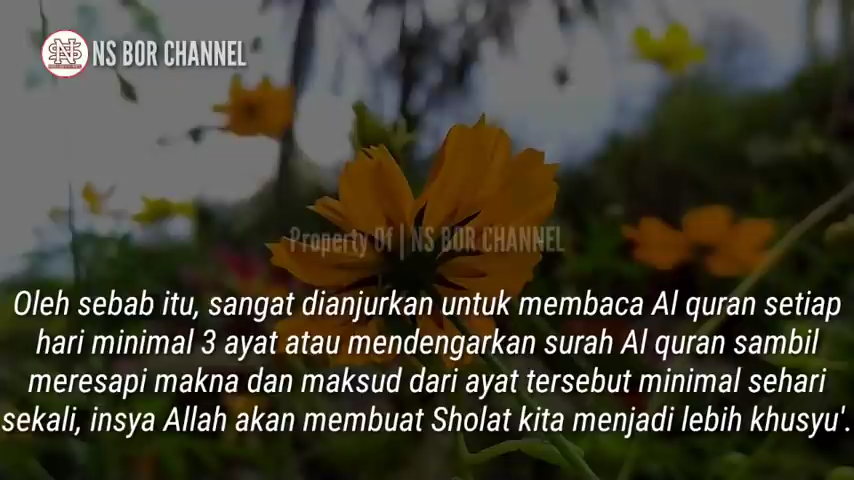 NS BOR CHANNEL
Property Of | NS BOR CHANNEL
Oleh sebab itu, sangat dianjurkan untuk membaca Al quran setiap
hari minimal 3 ayat atau mendengarkan surah Al quran sambil
meresapi makna dan maksud dari ayat tersebut minimal sehari
sekali, insya Allah akan membuat Sholat kita menjadi lebih khusyu'.